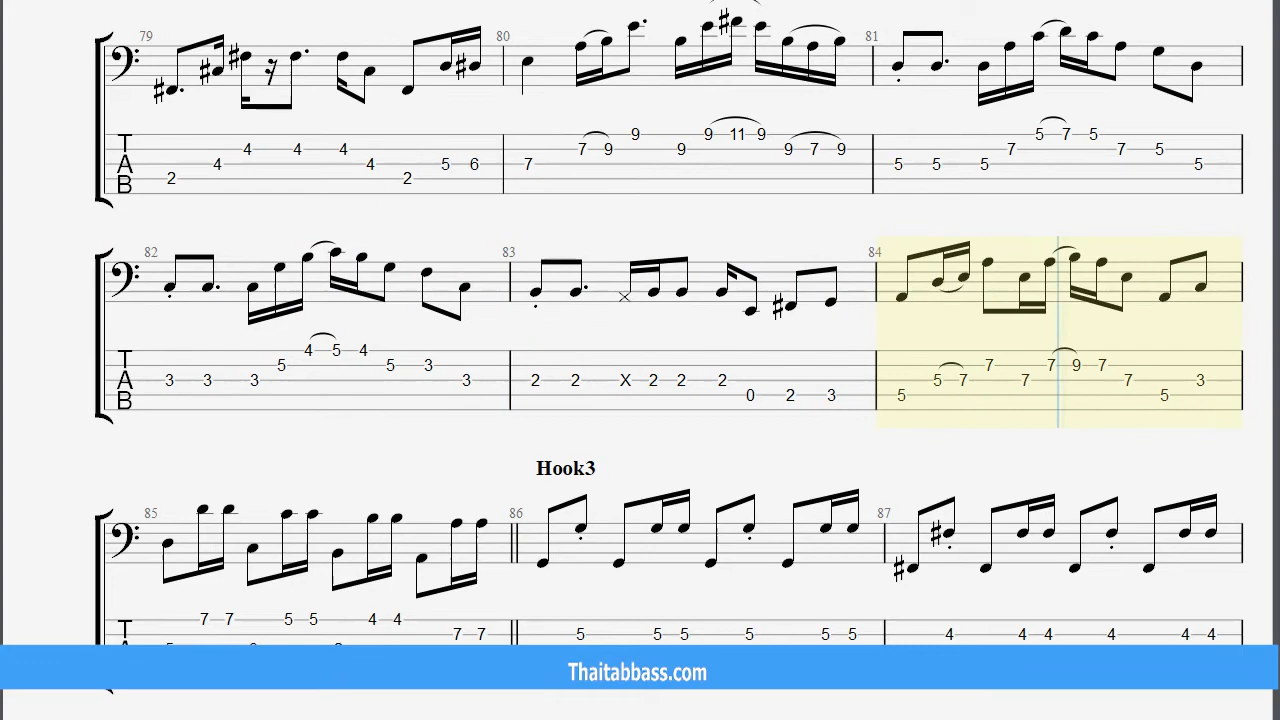 79 80 81
9 9 11 9 5 7 5
4 4 4 7 9 9 9 7 9 7 7 5
4 4 5 6 7 5 5 5 5
2 2
T
A
B
82 83 84
4 5 4
5 5 3 7 7 9 7
3 3 3 3 2 2 X 2 2 2 5 7 7 7 3
0 2 3 5 5
T
A
B
Hook3
85 86 87
7 7 5 5 4 4
7 7 5 5 5 5 5 5 4 4 4 4 4 4
T
Thaitabbass.com